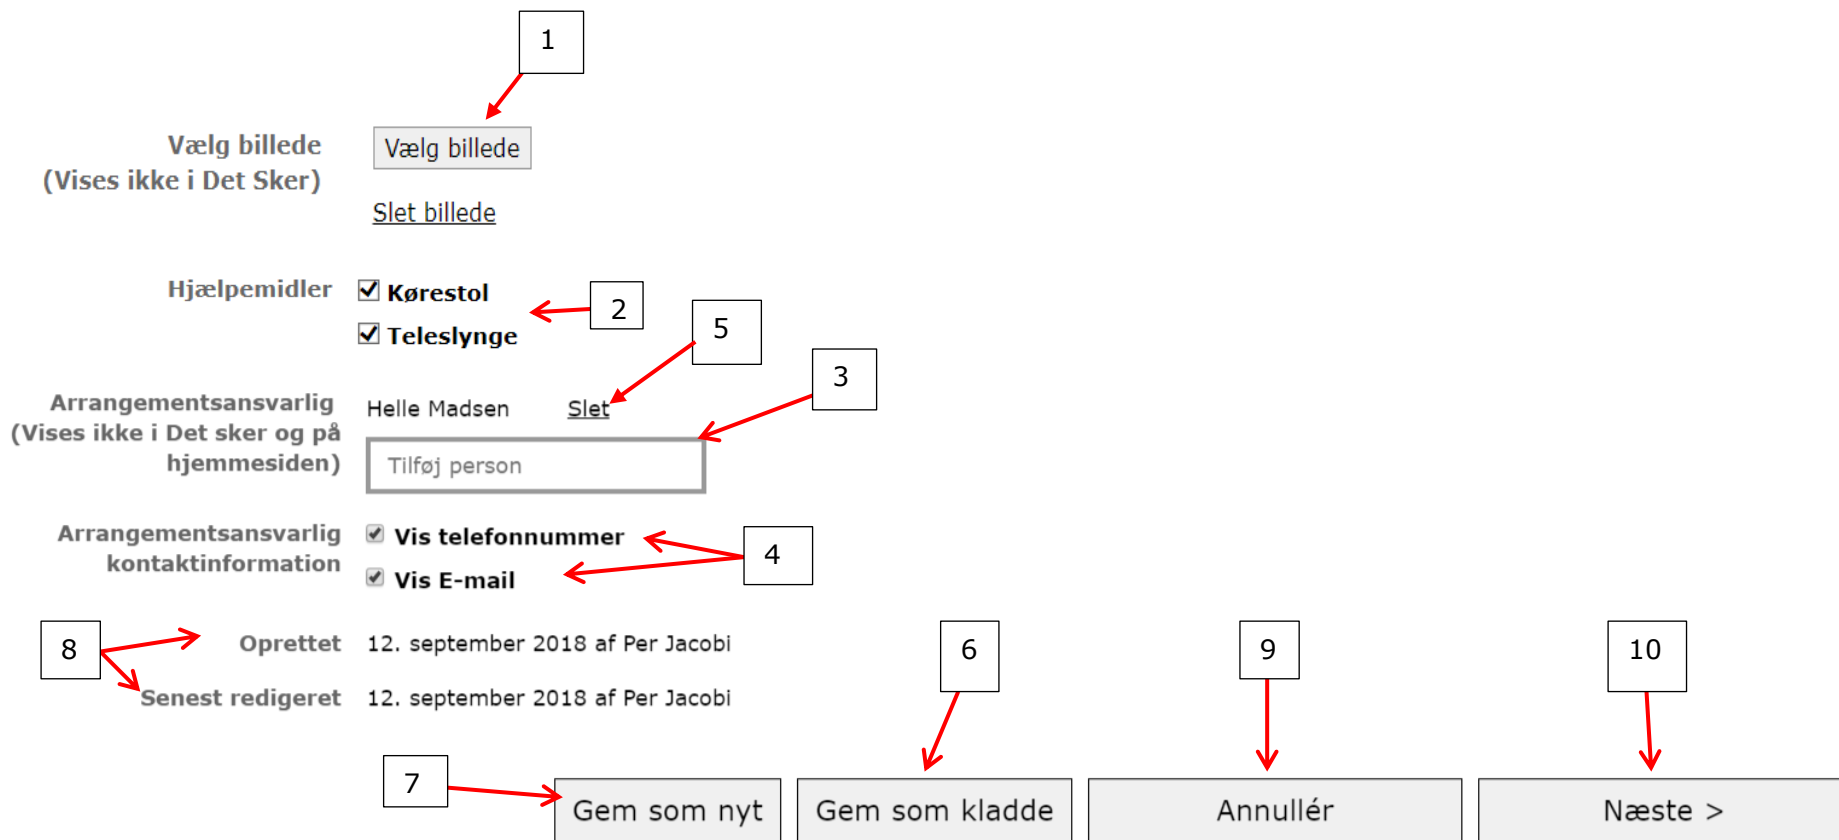 1
Vælg billede
(Vises ikke i Det Sker)
Vælg billede
Slet billede
Hjælpemidler
Kørestol
Teleslynge
2
5
3
Arrangementsansvarlig
(Vises ikke i Det sker og på
hjemmesiden)
Helle Madsen Slet
Tilføj person
Arrangementsansvarlig
kontaktinformation
Vis telefonnummer
Vis E-mail
4
8
Oprettet 12. september 2018 af Per Jacobi
Senest redigeret 12. september 2018 af Per Jacobi
6
9
10
7
Gem som nyt
Gem som kladde
Annullér
Næste >